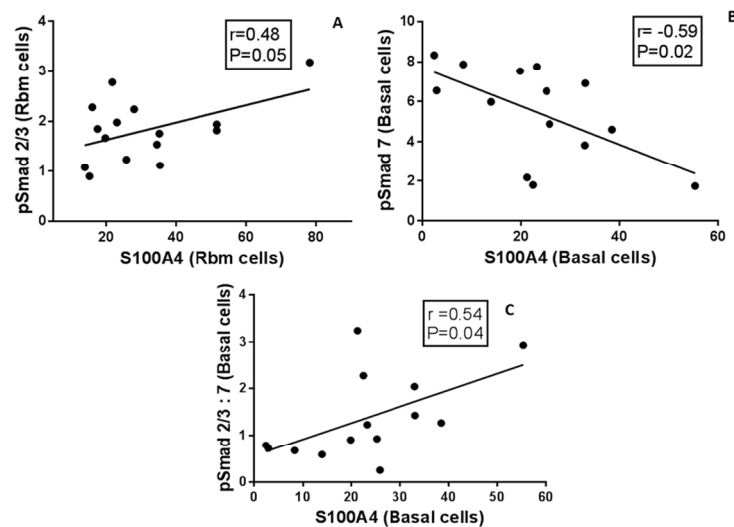 A
r=0.48
P=0.05
pSmad 2/3 (Rbm cells)
4
3
2
1
0
20
40
60
80
S100A4 (Rbm cells)
B
r= -0.59
P=0.02
pSmad 7 (Basal cells)
10
8
6
4
2
0
0
20
40
60
S100A4 (Basal cells)
C
r =0.54
P=0.04
pSmad 2/3 : 7 (Basal cells)
4
3
2
1
0
0
10
20
30
40
50
60
S100A4 (Basal cells)